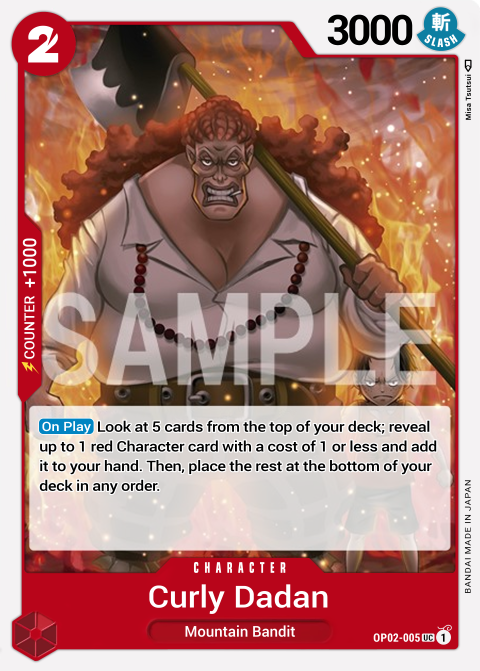 2
3000
斬
SLASH
Misa Tsutsui
COUNTER +1000
SAMPLE
On Play Look at 5 cards from the top of your deck; reveal
up to 1 red Character card with a cost of 1 or less and add
it to your hand. Then, place the rest at the bottom of your
deck in any order.
BANDAI MADE IN JAPAN
CHARACTER
Curly Dadan
Mountain Bandit
OP02-005 UC 1